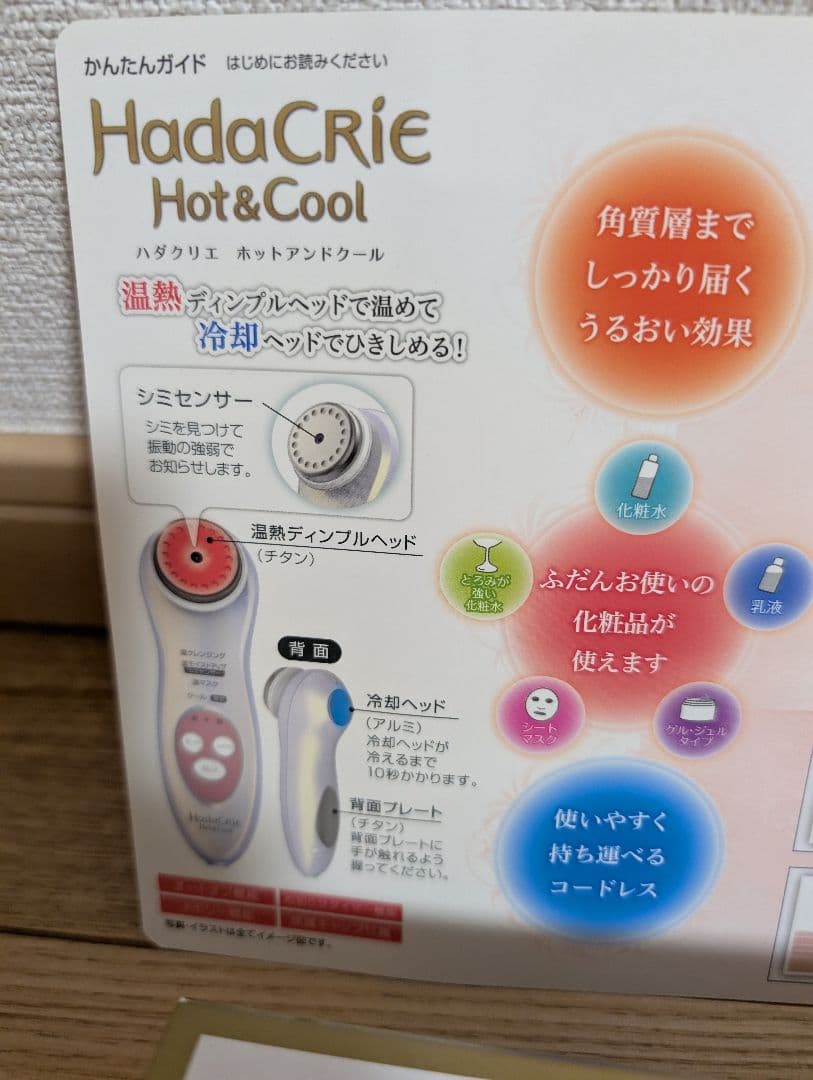 かんたんガイド はじめにお読みください
HadaCRiE
Hot&Cool
ハダクリエ ホットアンドクール
温熱ディンプルヘッドで温めて
冷却ヘッドでひきしめる!
シミセンサー
シミを見つけて
振動の強弱で
お知らせします。
温熱ディンプルヘッド
(チタン)
背面
冷却ヘッド
(アルミ)
冷却ヘッドが
冷えるまで
10秒かかります。
背面プレート
(チタン)
背面プレートに
手が触れるよう
握ってください。
HadaCRiE
Hot&Cool
角質層まで
しっかり届く
うるおい効果
化粧水
とろみが
強い
化粧水
乳液
ふだんお使いの
化粧品が
使えます
シート
マスク
ゲル・ジェル
タイプ
使いやすく
持ち運べる
コードレス